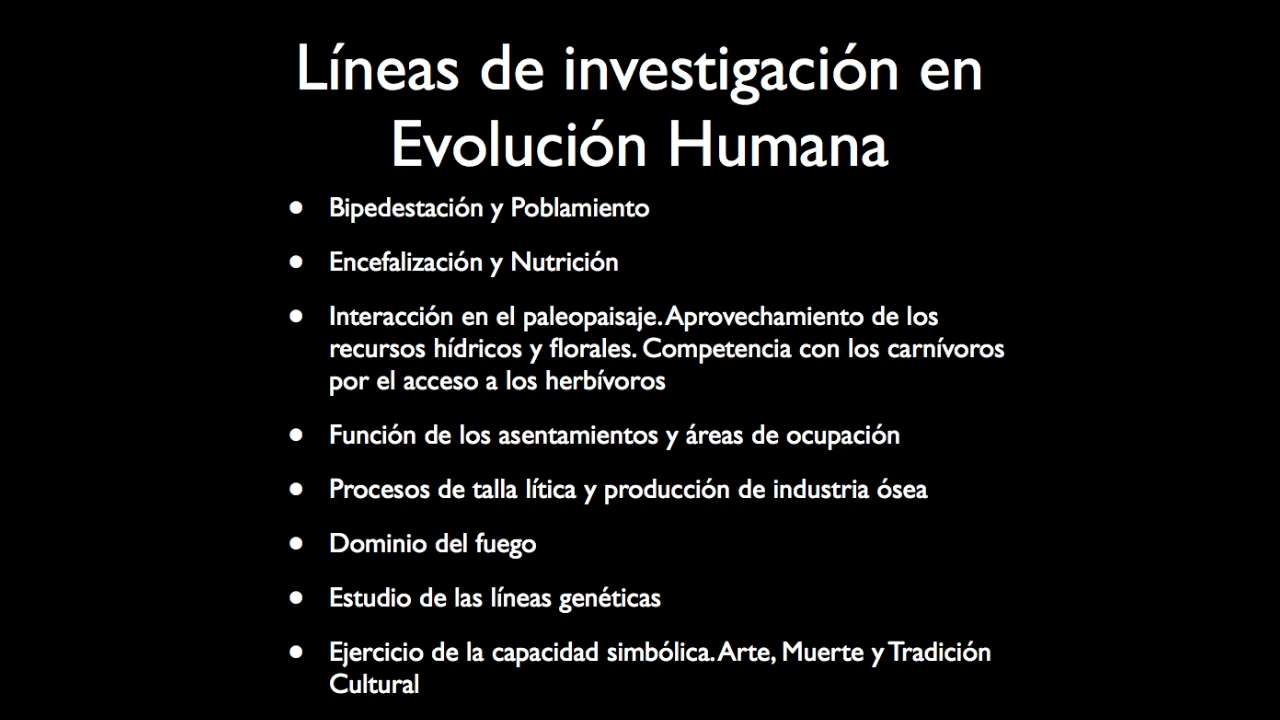 Líneas de investigación en
Evolución Humana
• Bipedestación y Poblamiento
• Encefalización y Nutrición
• Interacción en el paleopaisaje. Aprovechamiento de los
recursos hídricos y florales. Competencia con los carnívoros
por el acceso a los herbívoros
• Función de los asentamientos y áreas de ocupación
• Procesos de talla lítica y producción de industria ósea
• Dominio del fuego
• Estudio de las líneas genéticas
• Ejercicio de la capacidad simbólica. Arte, Muerte y Tradición
Cultural